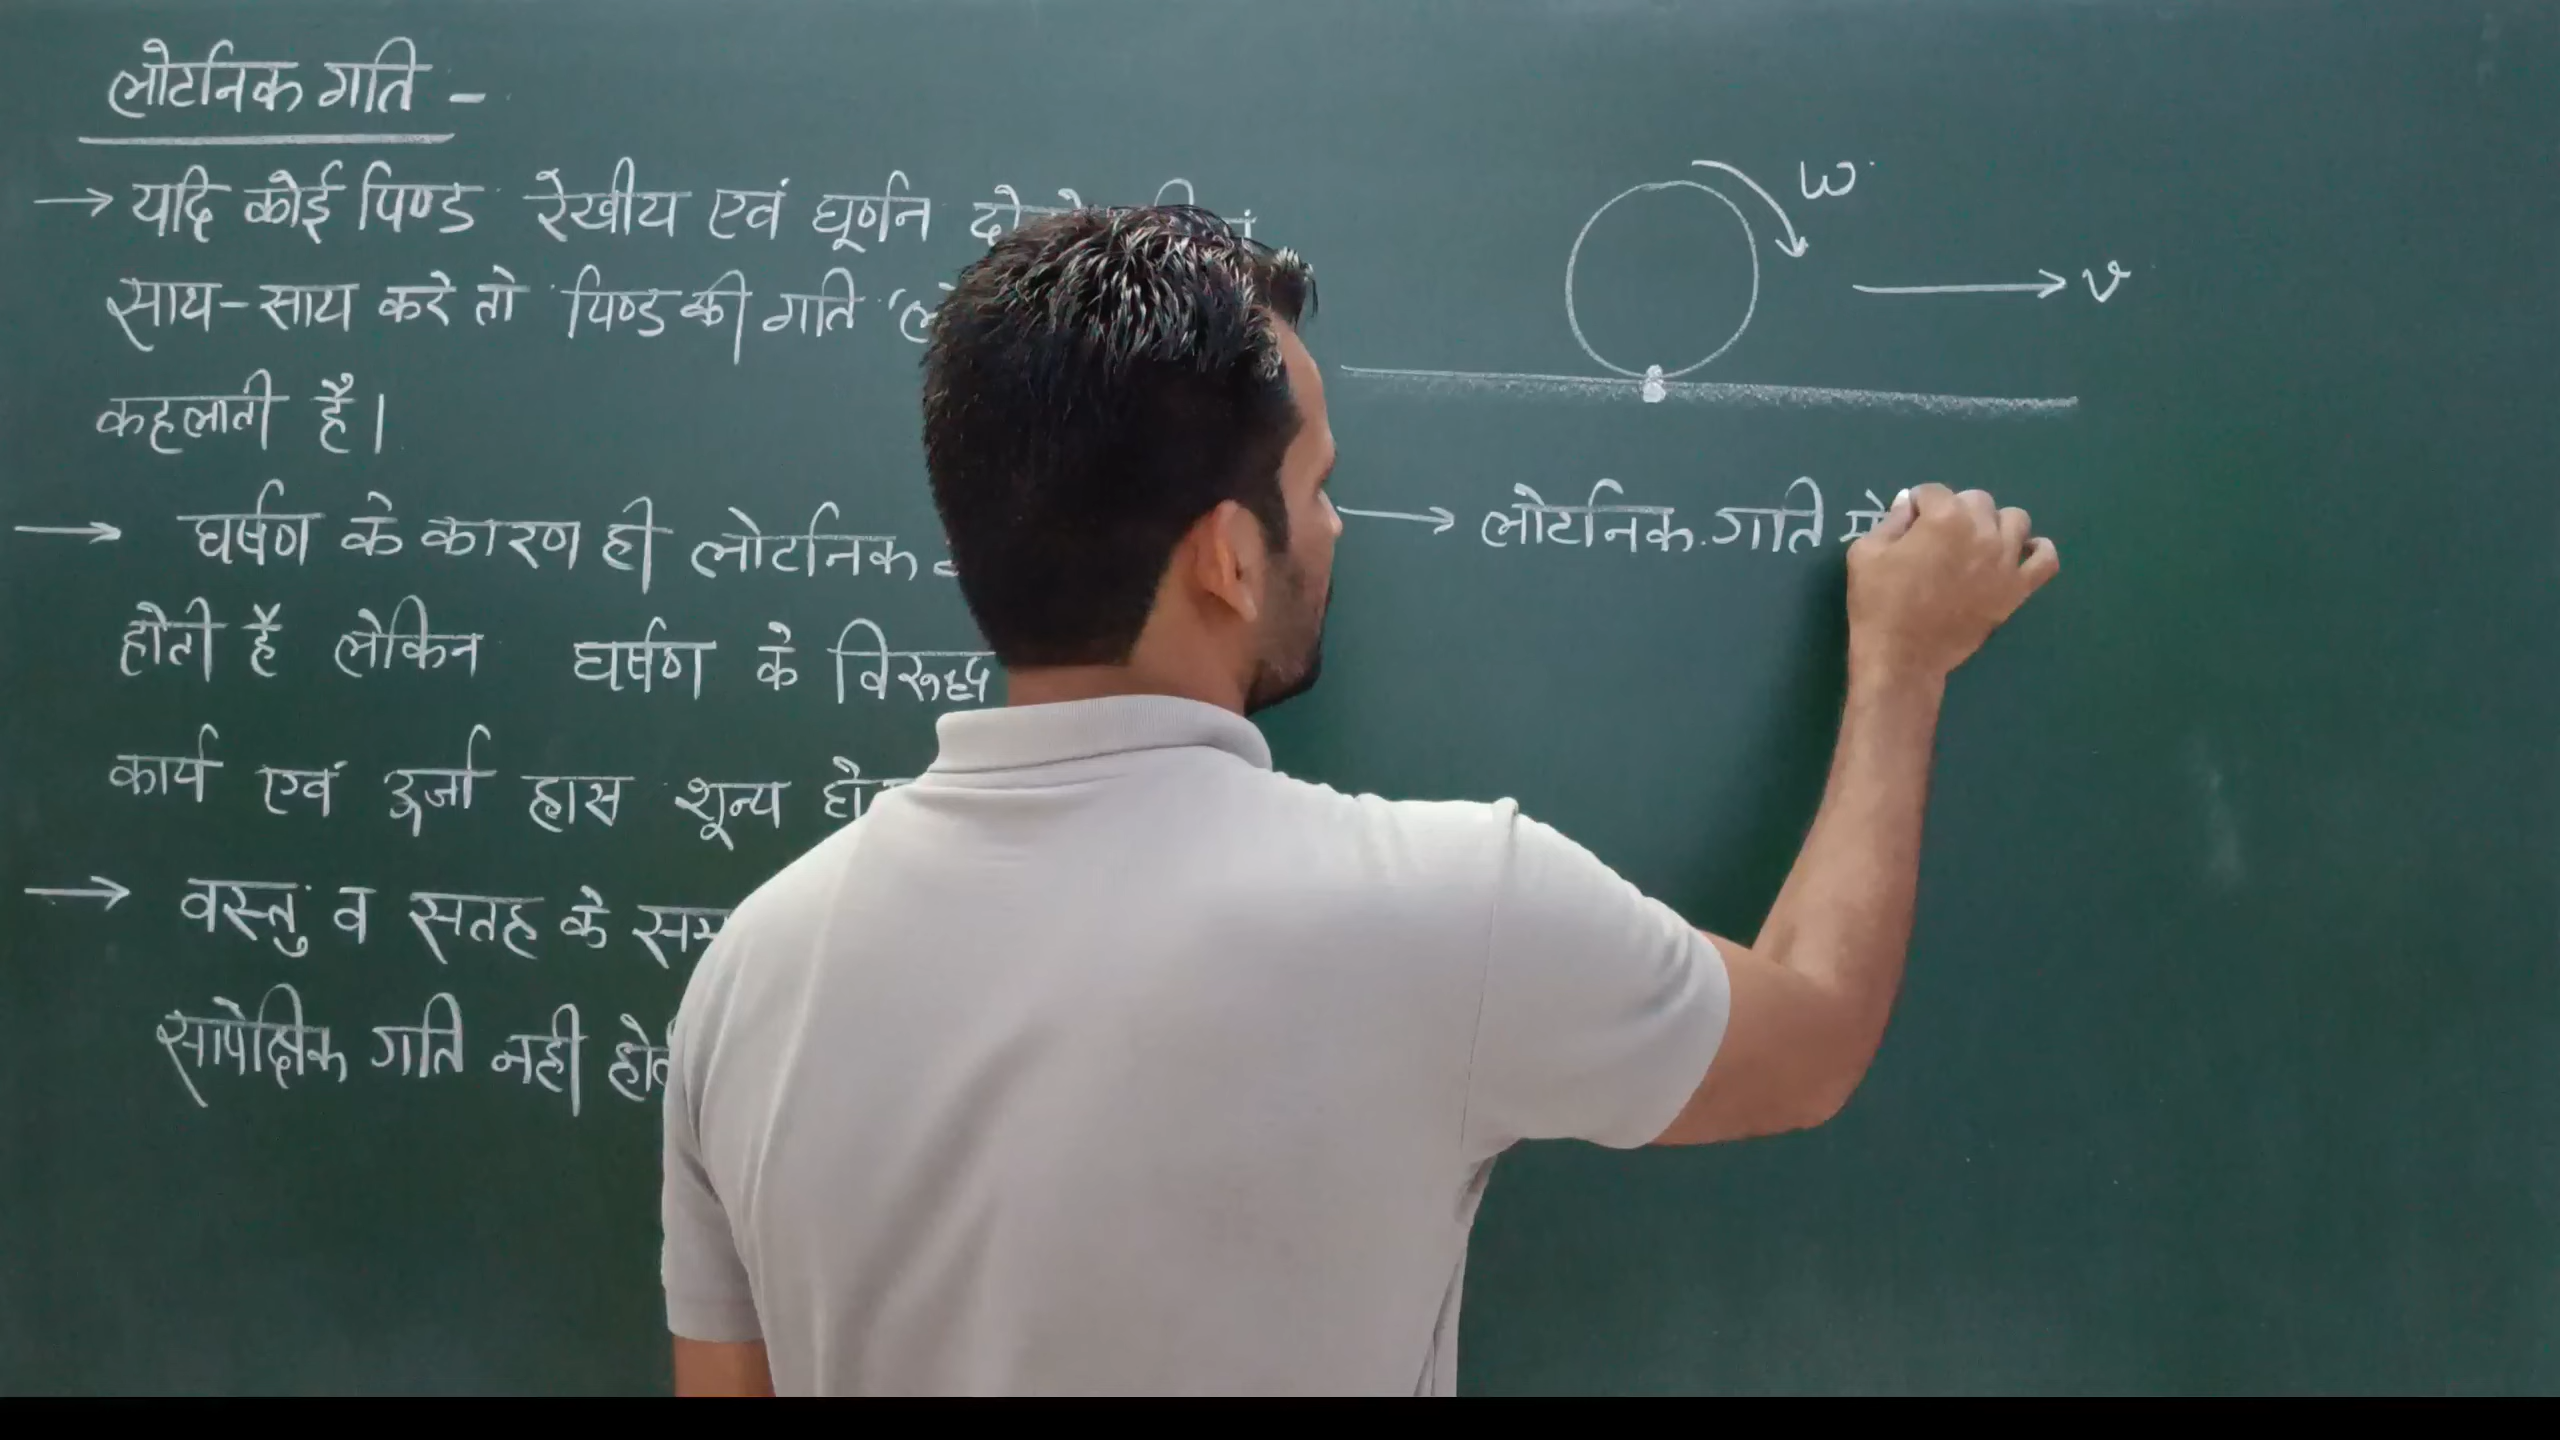 लोटनिक गति -
→ यदि कोई पिण्ड रेखीय एवं घूर्णन
साथ-साथ करे तो पिण्ड की गति
कहलाती है।
→ घर्षण के कारण ही लोटनिक
होती है लेकिन घर्षण के विरूद्ध
कार्य एवं ऊर्जा ह्रास शून्य
→ वस्तु व सतह के
सापेक्षिक गति नही
ω
v
→ लोटनिक गति मे